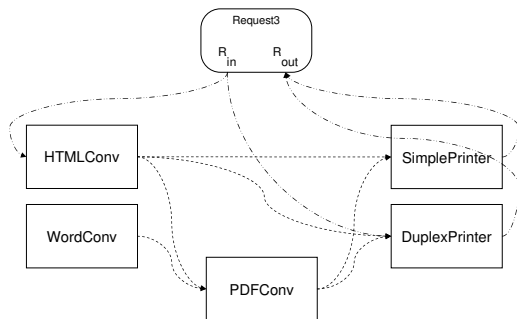 Request3
R in R out
HTMLConv SimplePrinter
WordConv DuplexPrinter
PDFConv